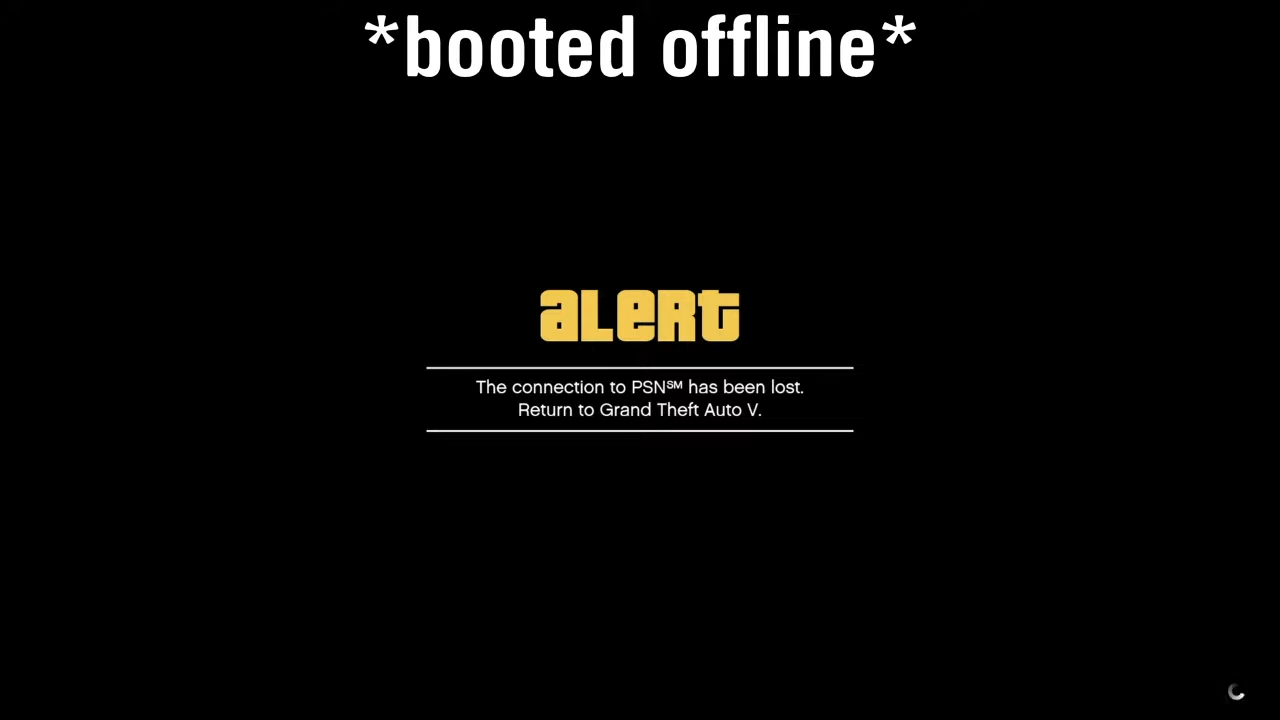 *booted offline*
aLeRt
The connection to PSN℠ has been lost.
Return to Grand Theft Auto V.